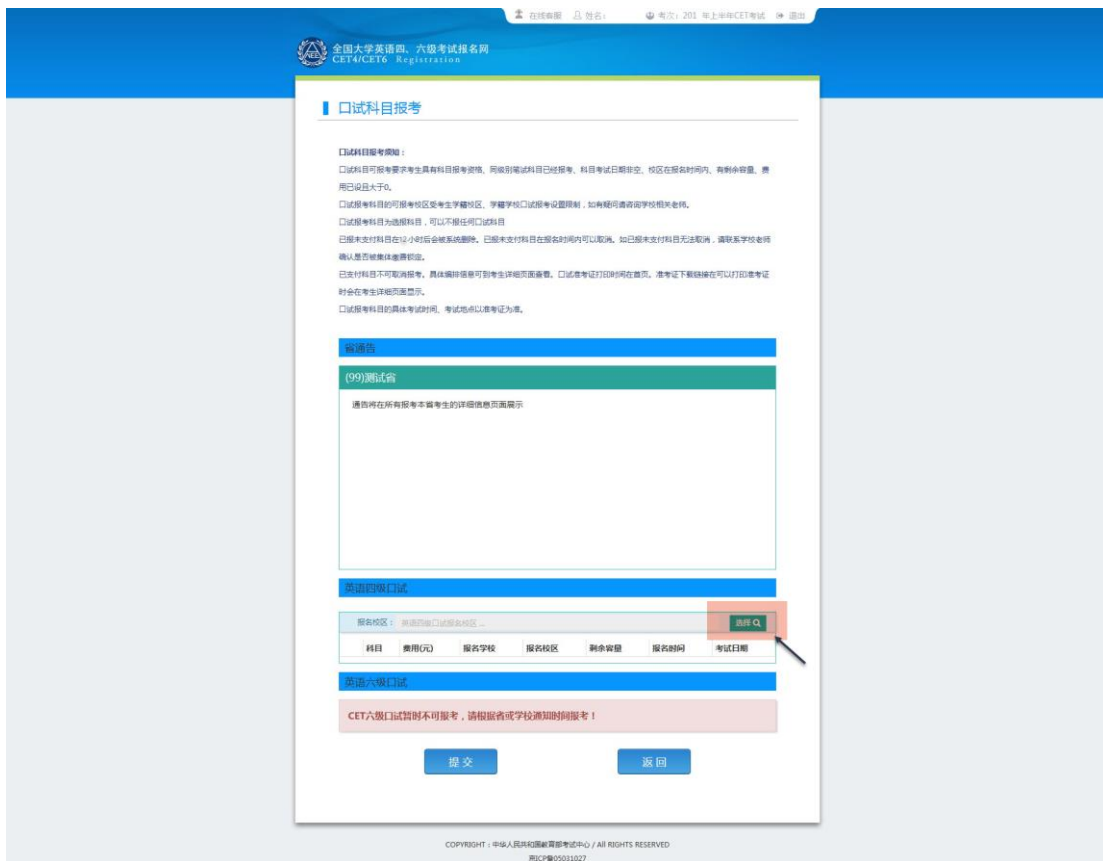 在线客服 姓名： 考次：201 年上半年CET考试 退出
全国大学英语四、六级考试报名网
CET4/CET6 Registration
口试科目报考
口试科目报考须知：
口试科目可报考要求考生具有科目报考资格、同级别笔试科目已经报考、科目考试日期非空、校区在报名时间内、有剩余容量、费
用已设且大于0。
口试报考科目的可报考校区受考生学籍校区、学籍学校口试报考设置限制，如有疑问请咨询学校相关老师。
口试报考科目为选报科目，可以不报任何口试科目
已报未支付科目在12小时后会被系统删除。已报未支付科目在报名时间内可以取消。如已报未支付科目无法取消，请联系学校老师
确认是否被集体缴费锁定。
已支付科目不可取消报考。具体编排信息可到考生详细页面查看。口试准考证打印时间在首页。准考证下载链接在可以打印准考证
时会在考生详细页面显示。
口试报考科目的具体考试时间、考试地点以准考证为准。
省通告
(99)测试省
通告将在所有报考本省考生的详细信息页面展示
英语四级口试
报名校区： 英语四级口试报名校区 ... 选择
科目 费用(元) 报名学校 报名校区 剩余容量 报名时间 考试日期
英语六级口试
CET六级口试暂时不可报考，请根据省或学校通知时间报考！
提 交 返 回
COPYRIGHT：中华人民共和国教育部考试中心 / All RIGHTS RESERVED
京ICP备05031027